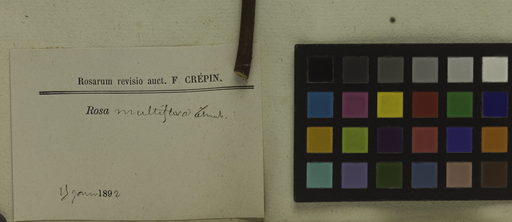 Rosarum revisio auct. F CRÉPIN.
Rosa multiflora Thunb.
1892